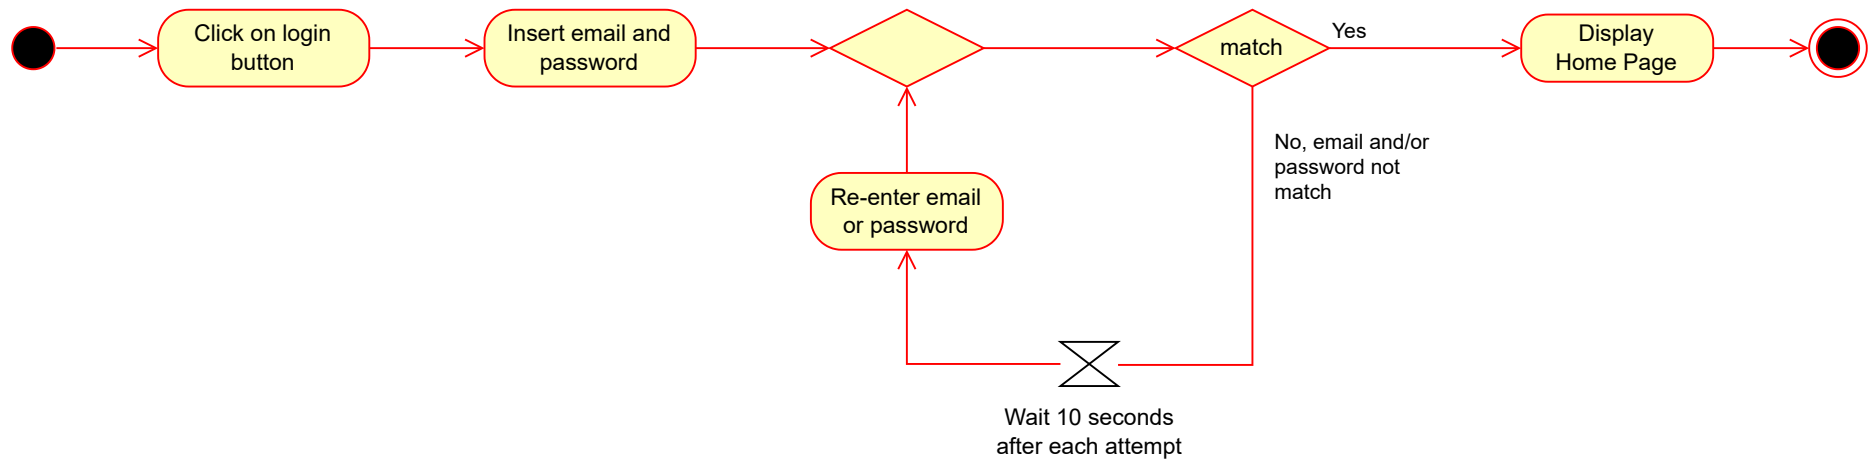 Click on login
button
Insert email and
password
match
Yes
Display
Home Page
No, email and/or
password not
match
Re-enter email
or password
Wait 10 seconds
after each attempt